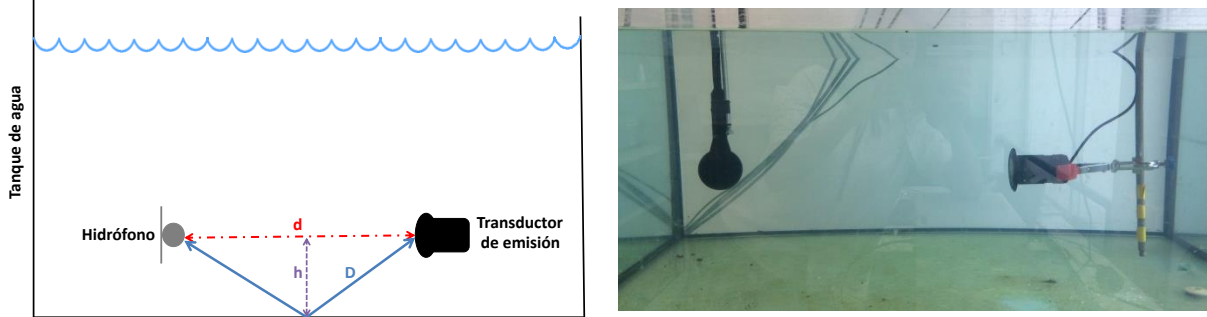 Tanque de agua
Hidrófono
d
Transductor
de emisión
h
D